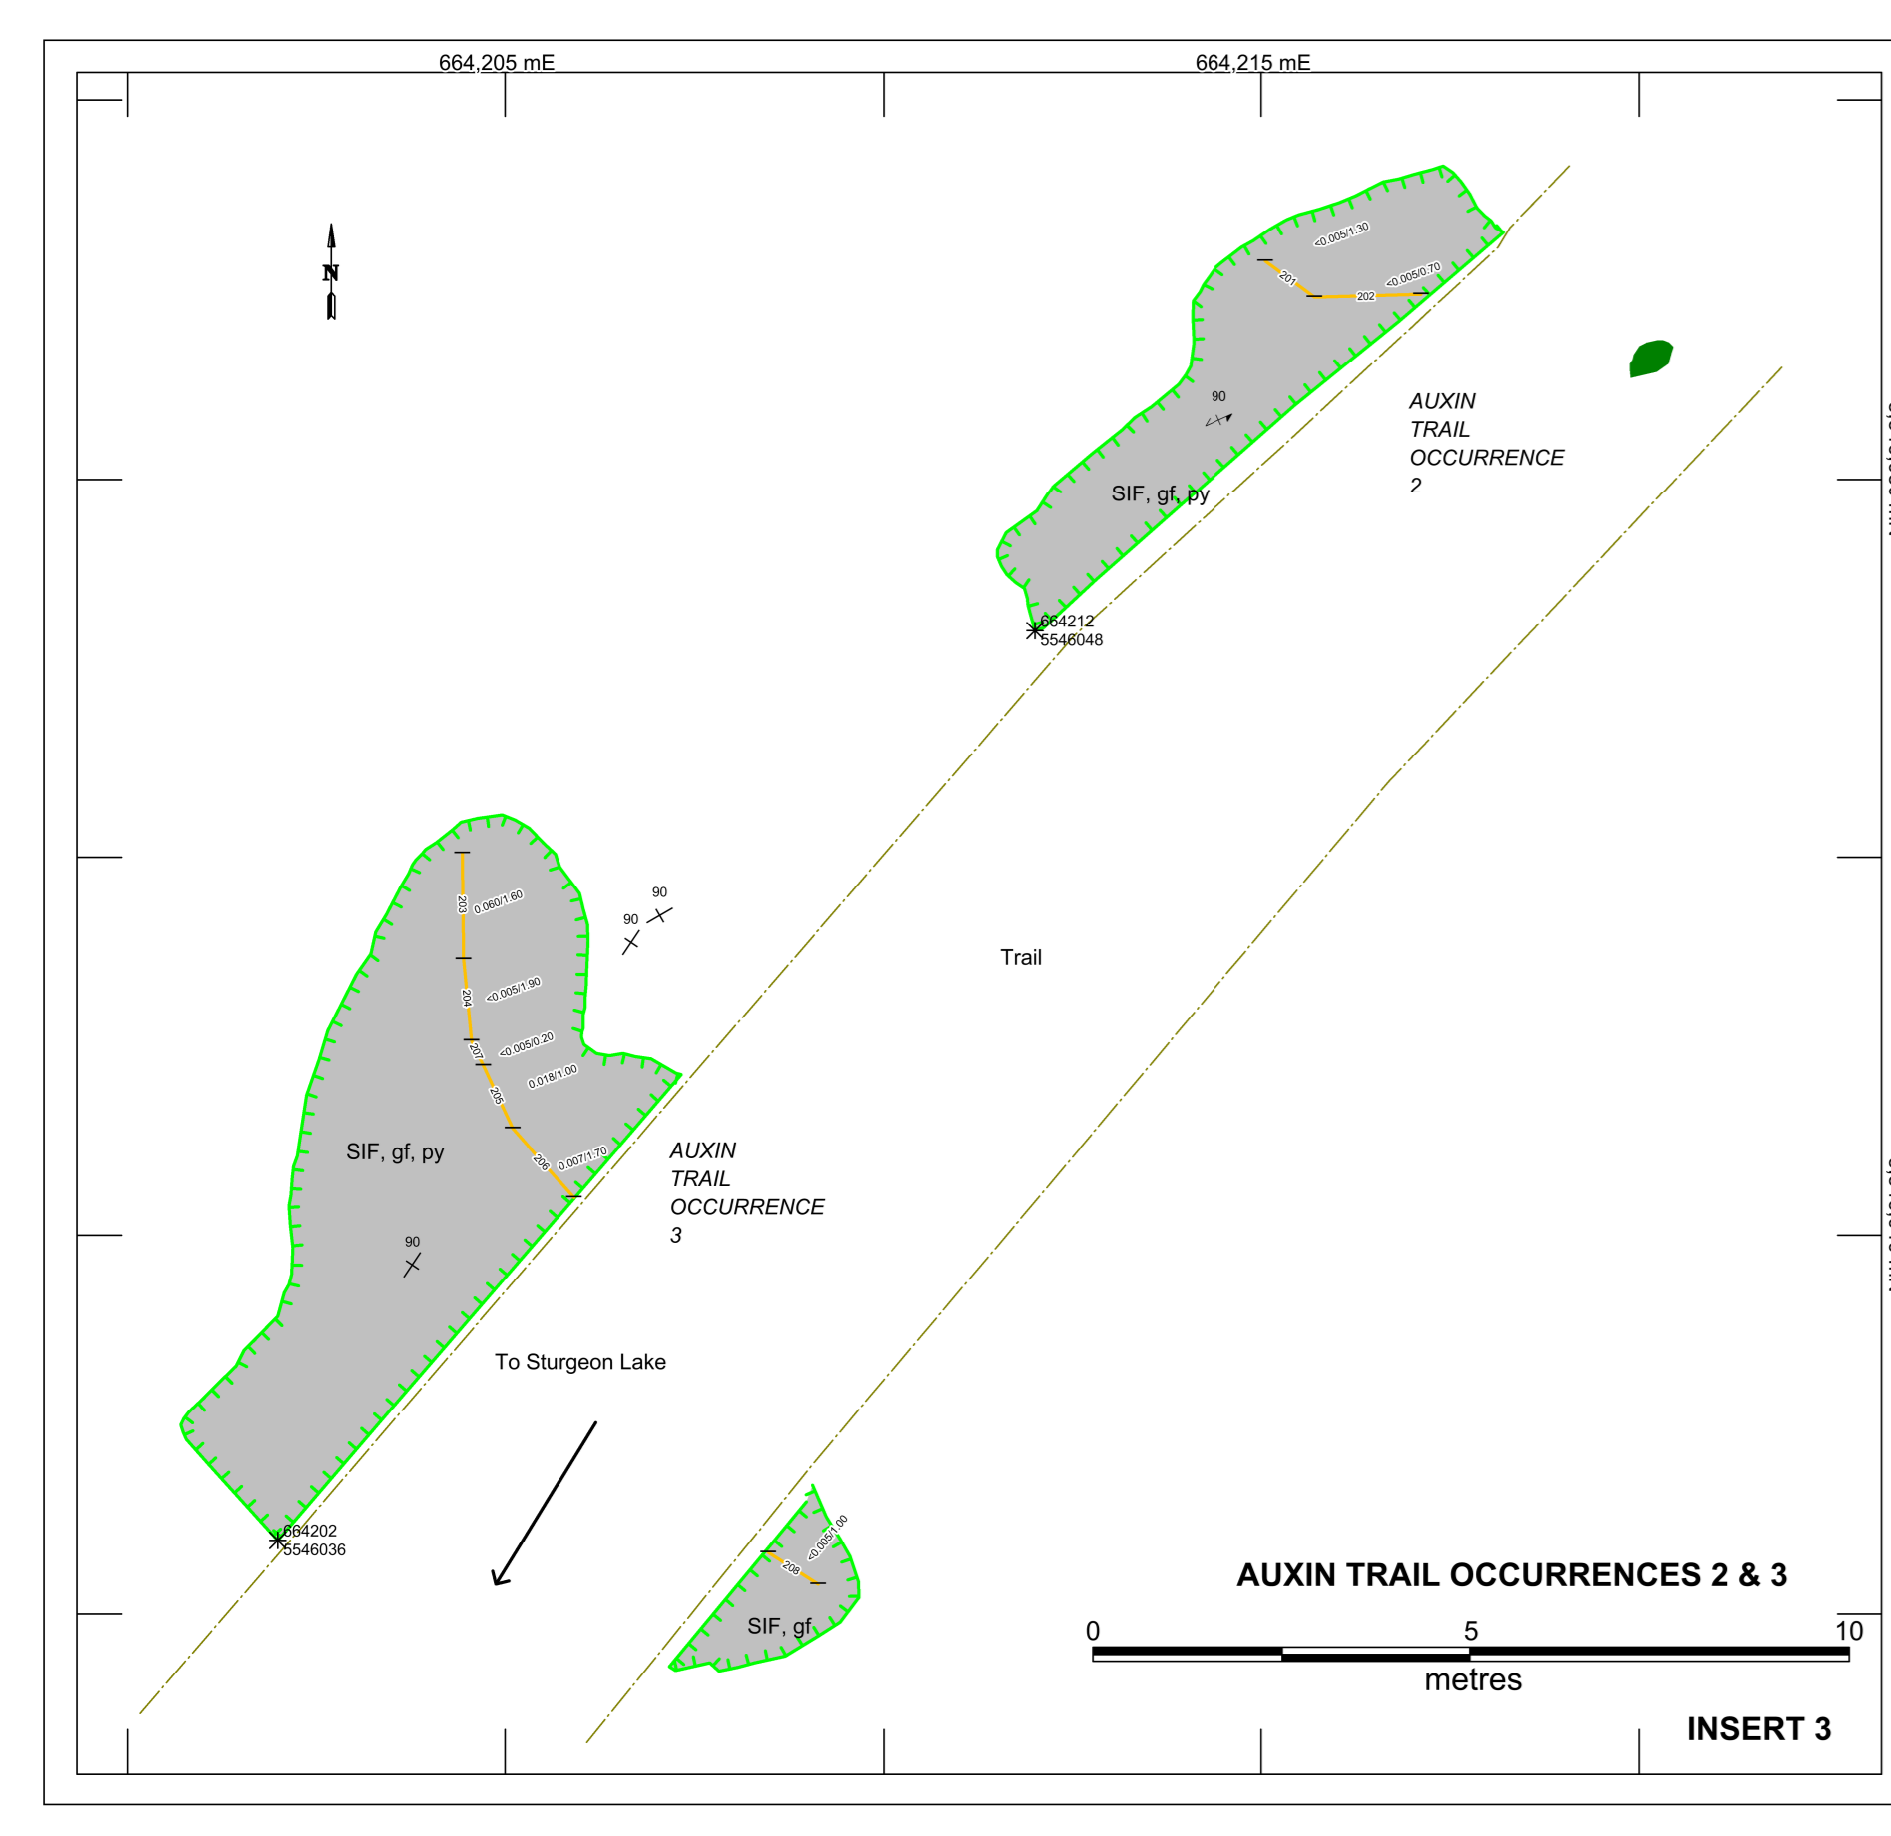 664,205 mE
664,215 mE
N
<0.005/1.30
201
<0.005/0.70
202
90
AUXIN
TRAIL
OCCURRENCE
2
SIF, gf, py
664212
5546048
203
0.060/1.60
90
90
204
<0.005/1.90
207
<0.005/0.20
205
0.018/1.00
Trail
SIF, gf, py
206
0.007/1.70
AUXIN
TRAIL
OCCURRENCE
3
90
To Sturgeon Lake
664202
5546036
<0.005/1.00
208
SIF, gf
AUXIN TRAIL OCCURRENCES 2 & 3
0 5 10
metres
INSERT 3